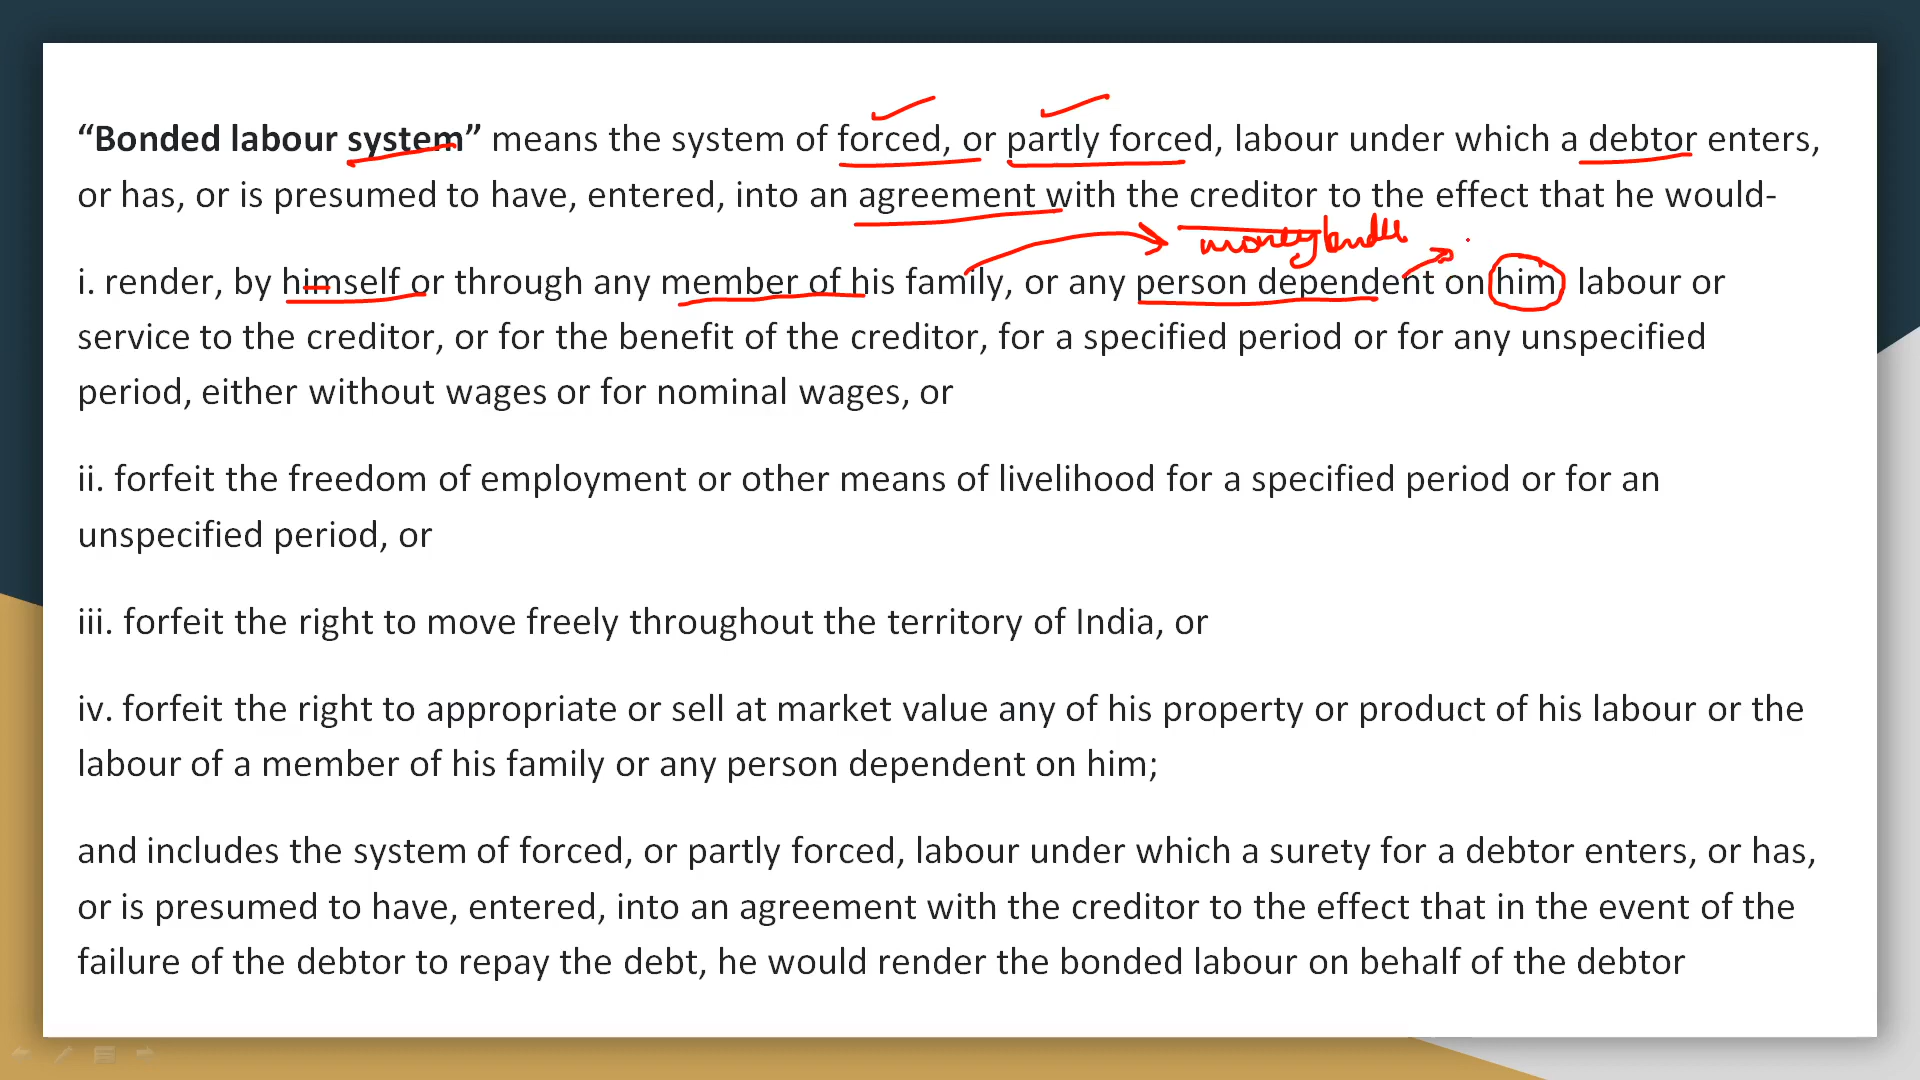 “Bonded labour system” means the system of forced, or partly forced, labour under which a debtor enters,
or has, or is presumed to have, entered, into an agreement with the creditor to the effect that he would-
i. render, by himself or through any member of his family, or any person dependent on him labour or
service to the creditor, or for the benefit of the creditor, for a specified period or for any unspecified
period, either without wages or for nominal wages, or
ii. forfeit the freedom of employment or other means of livelihood for a specified period or for an
unspecified period, or
iii. forfeit the right to move freely throughout the territory of India, or
iv. forfeit the right to appropriate or sell at market value any of his property or product of his labour or the
labour of a member of his family or any person dependent on him;
and includes the system of forced, or partly forced, labour under which a surety for a debtor enters, or has,
or is presumed to have, entered, into an agreement with the creditor to the effect that in the event of the
failure of the debtor to repay the debt, he would render the bonded labour on behalf of the debtor